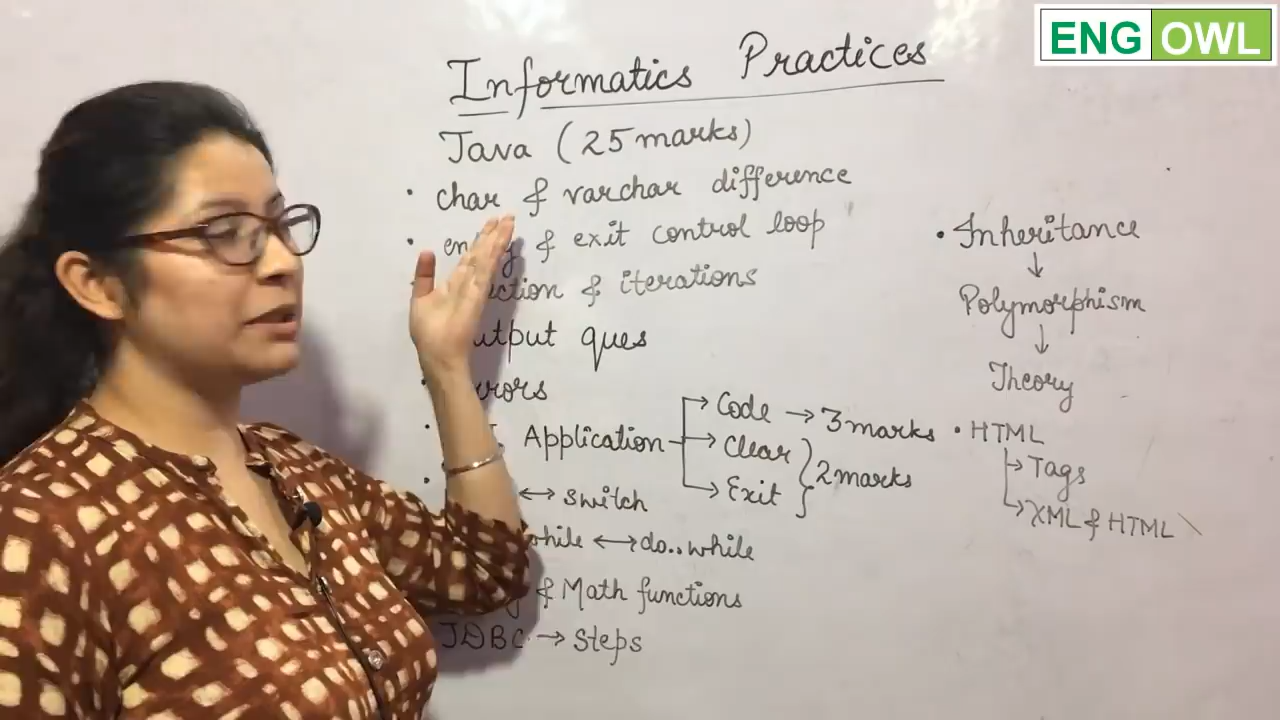 ENG OWL
Informatics Practices
Java (25 marks)
• char & varchar difference
• & exit control loop
& iterations
ques
Application → Code → 3 marks
→ Clear } 2 marks
→ Exit
↔ switch
↔ do..while
& Math functions
JDBC → Steps
• Inheritance
↓
Polymorphism
↓
Theory
• HTML
→ Tags
→ XML & HTML